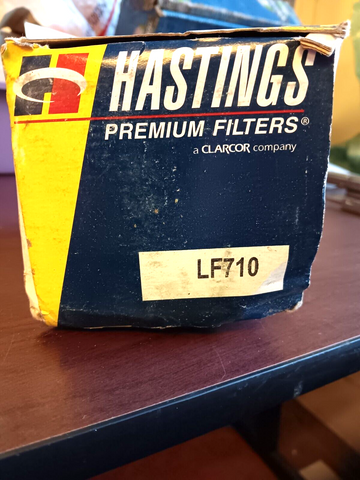 HASTINGS
PREMIUM FILTERS®
a CLARCOR company
LF710